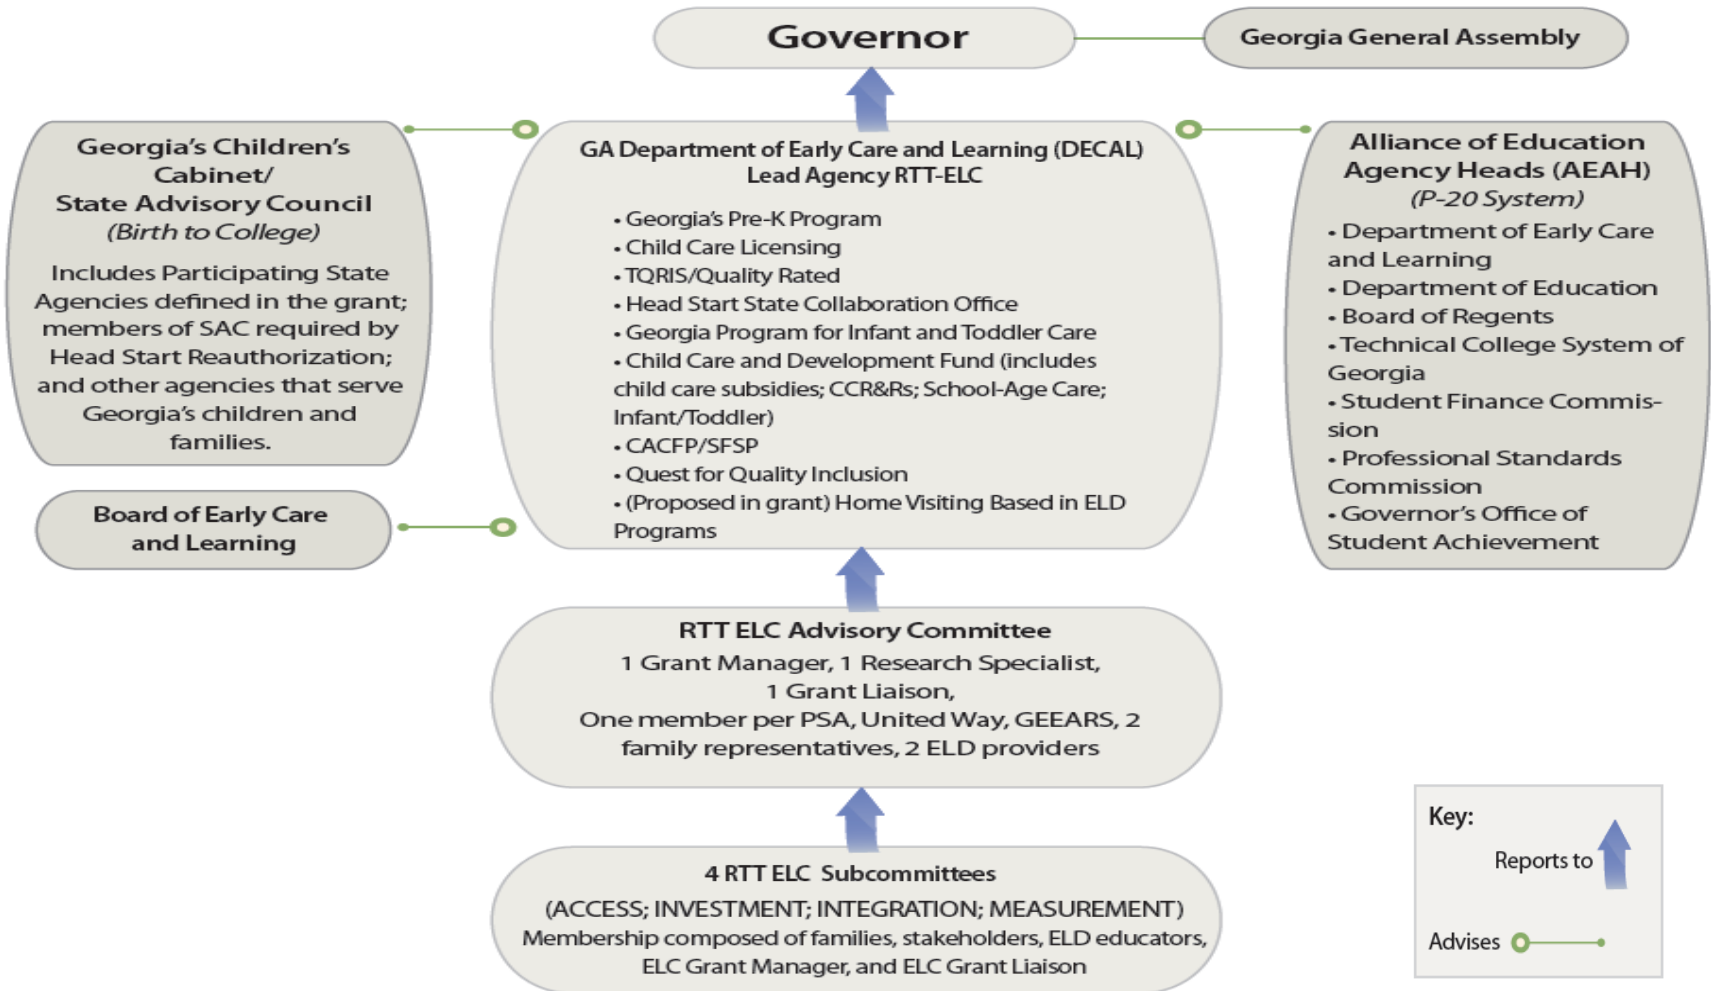 Governor
Georgia General Assembly
Georgia’s Children’s
Cabinet/
State Advisory Council
(Birth to College)
Includes Participating State
Agencies defined in the grant;
members of SAC required by
Head Start Reauthorization;
and other agencies that serve
Georgia’s children and
families.
Board of Early Care
and Learning
GA Department of Early Care and Learning (DECAL)
Lead Agency RTT-ELC
• Georgia’s Pre-K Program
• Child Care Licensing
• TQRIS/Quality Rated
• Head Start State Collaboration Office
• Georgia Program for Infant and Toddler Care
• Child Care and Development Fund (includes
child care subsidies; CCR&Rs; School-Age Care;
Infant/Toddler)
• CACFP/SFSP
• Quest for Quality Inclusion
• (Proposed in grant) Home Visiting Based in ELD
Programs
Alliance of Education
Agency Heads (AEAH)
(P-20 System)
• Department of Early Care
and Learning
• Department of Education
• Board of Regents
• Technical College System of
Georgia
• Student Finance Commis-
sion
• Professional Standards
Commission
• Governor’s Office of
Student Achievement
RTT ELC Advisory Committee
1 Grant Manager, 1 Research Specialist,
1 Grant Liaison,
One member per PSA, United Way, GEEARS, 2
family representatives, 2 ELD providers
4 RTT ELC Subcommittees
(ACCESS; INVESTMENT; INTEGRATION; MEASUREMENT)
Membership composed of families, stakeholders, ELD educators,
ELC Grant Manager, and ELC Grant Liaison
Key:
Reports to
Advises